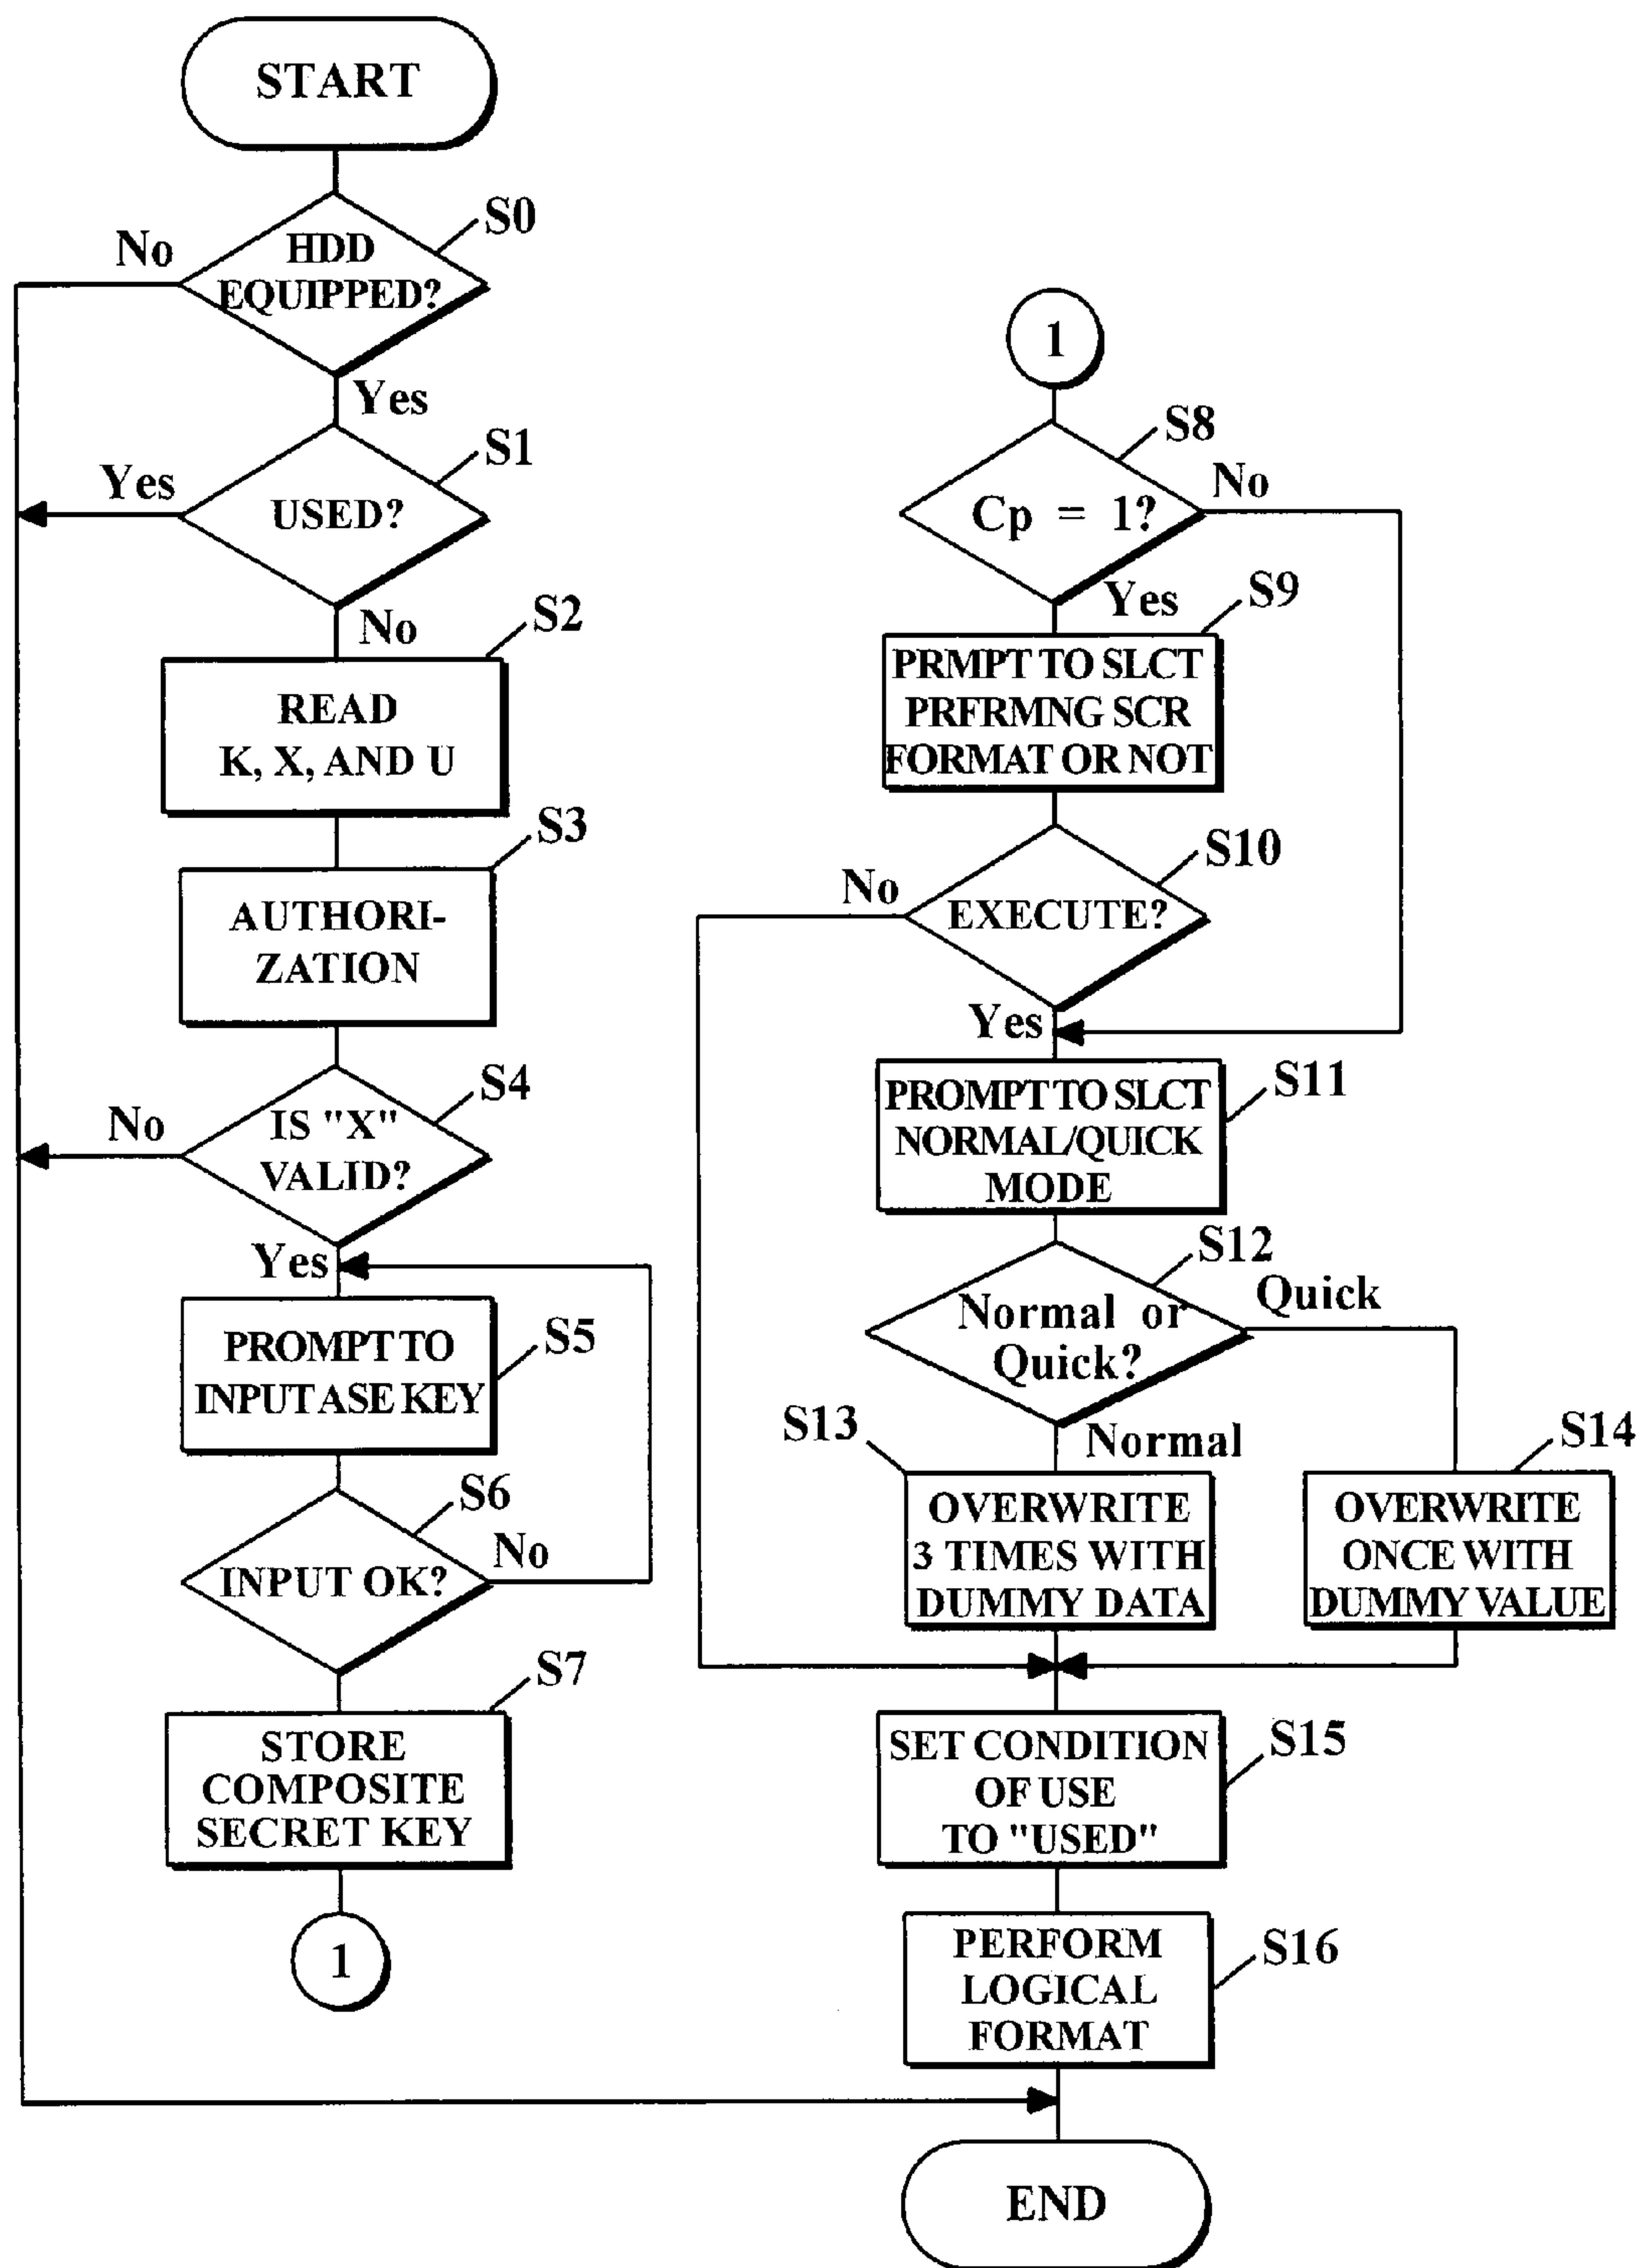 START
S0
No
HDD
EQUIPPED?
Yes
S1
Yes
USED?
No
S2
READ
K, X, AND U
S3
AUTHORI-
ZATION
S4
No
IS "X"
VALID?
Yes
S5
PROMPT TO
INPUT ASE KEY
S6
No
INPUT OK?
S7
STORE
COMPOSITE
SECRET KEY
1
1
S8
No
Cp = 1?
Yes
S9
PRMPT TO SLCT
PRFRMNG SCR
FORMAT OR NOT
S10
No
EXECUTE?
Yes
S11
PROMPT TO SLCT
NORMAL/QUICK
MODE
S12
Quick
Normal or
Quick?
S13
Normal
S14
OVERWRITE
3 TIMES WITH
DUMMY DATA
OVERWRITE
ONCE WITH
DUMMY VALUE
S15
SET CONDITION
OF USE
TO "USED"
S16
PERFORM
LOGICAL
FORMAT
END